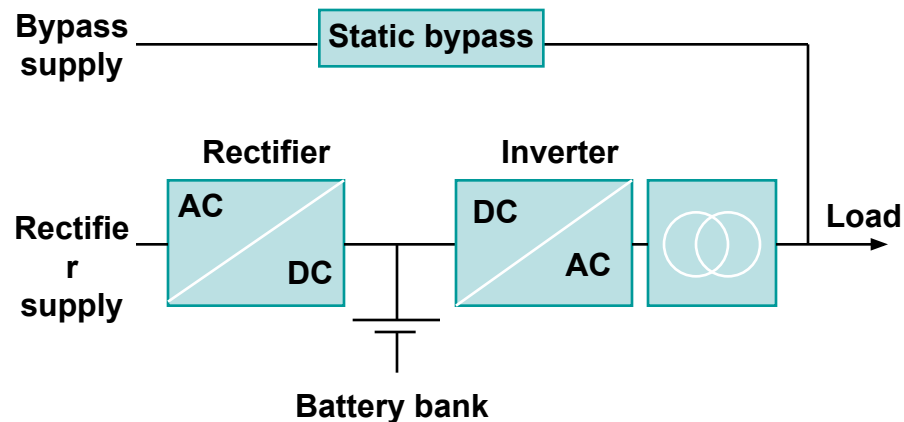 Bypass
supply
Static bypass
Rectifier
Inverter
AC
DC
DC
AC
Rectifie
r
supply
Load
Battery bank